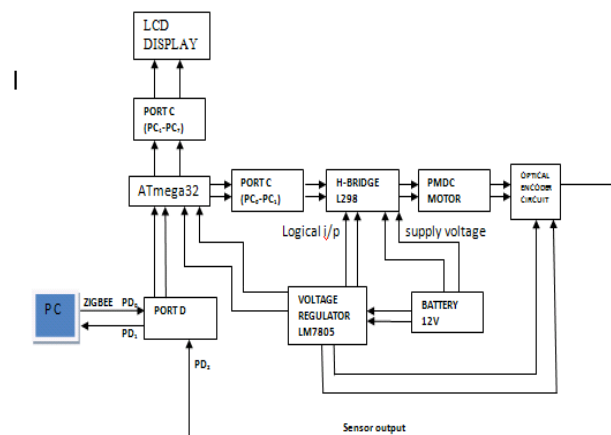 LCD
DISPLAY
PORT C
(PC₁-PC₇)
ATmega32
PORT C
(PC₀-PC₁)
H-BRIDGE
L298
PMDC
MOTOR
OPTICAL
ENCODER
CIRCUIT
Logical i/p
supply voltage
PC
ZIGBEE PD₀
PD₁
PORT D
VOLTAGE
REGULATOR
LM7805
BATTERY
12V
PD₂
Sensor output